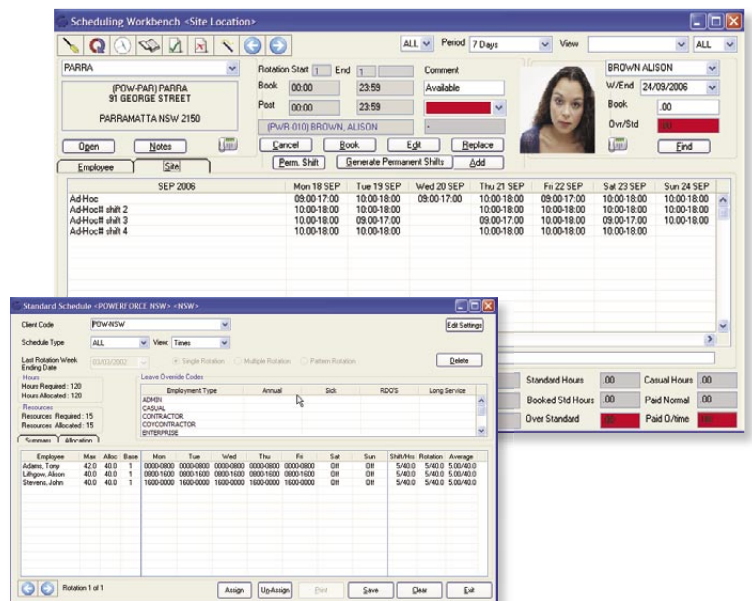 Scheduling Workbench <Site Location>
ALL Period 7 Days View ALL
PARRA
(POW-PAR) PARRA
91 GEORGE STREET
PARRAMATTA NSW 2150
Open Notes
Rotation Start 1 End 1 Comment
Book 00:00 23:59 Available
Post 00:00 23:59
(PWR-010) BROWN, ALISON -
Cancel Book Edit Replace
Perm. Shift Generate Permanent Shifts Add
BROWN ALISON
W/End 24/09/2006
Book .00
Ovr/Std .00
Find
Employee Site
SEP 2006 Mon 18 SEP Tue 19 SEP Wed 20 SEP Thu 21 SEP Fri 22 SEP Sat 23 SEP Sun 24 SEP
Ad-Hoc 09:00-17:00 10:00-18:00 09:00-17:00 10:00-18:00 09:00-17:00 10:00-18:00 10:00-18:00
Ad-Hoc# shift 2 10:00-18:00 10:00-18:00 10:00-18:00 10:00-18:00 10:00-18:00 10:00-18:00
Ad-Hoc# shift 3 10:00-18:00 09:00-17:00 10:00-18:00 09:00-17:00 09:00-17:00 10:00-18:00
Ad-Hoc# shift 4 10:00-18:00 10:00-18:00 10:00-18:00 10:00-18:00 10:00-18:00
Standard Hours .00 Casual Hours .00
Booked Std Hours .00 Paid Normal .00
Over Standard Paid O/time
Standard Schedule <POWERFORCE NSW> <NSW>
Client Code POW-NSW Edit Settings
Schedule Type ALL View: Times
Last Rotation Week Ending Date 03/03/2002 Single Rotation Multiple Rotation Pattern Rotation Delete
Hours
Hours Required : 120
Hours Allocated : 120
Resources
Resources Required : 15
Resources Allocated : 15
Leave Override Codes
Employment Type Annual Sick RDO'S Long Service
ADMIN
CASUAL
CONTRACTOR
COYCONTRACTOR
ENTERPRISE
Summary Allocation
Employee Max Alloc Base Mon Tue Wed Thu Fri Sat Sun Shift/Hrs Rotation Average
Adams, Tony 42.0 40.0 1 0000-0800 0000-0800 0000-0800 0000-0800 0000-0800 Off Off 5/40.0 5/40.0 5.00/40.0
Lithgow, Alison 40.0 40.0 1 0800-1600 0800-1600 0800-1600 0800-1600 0800-1600 Off Off 5/40.0 5/40.0 5.00/40.0
Stevens, John 40.0 40.0 1 1600-0000 1600-0000 1600-0000 1600-0000 1600-0000 Off Off 5/40.0 5/40.0 5.00/40.0
Rotation 1 of 1
Assign Un-Assign Print Save Clear Exit